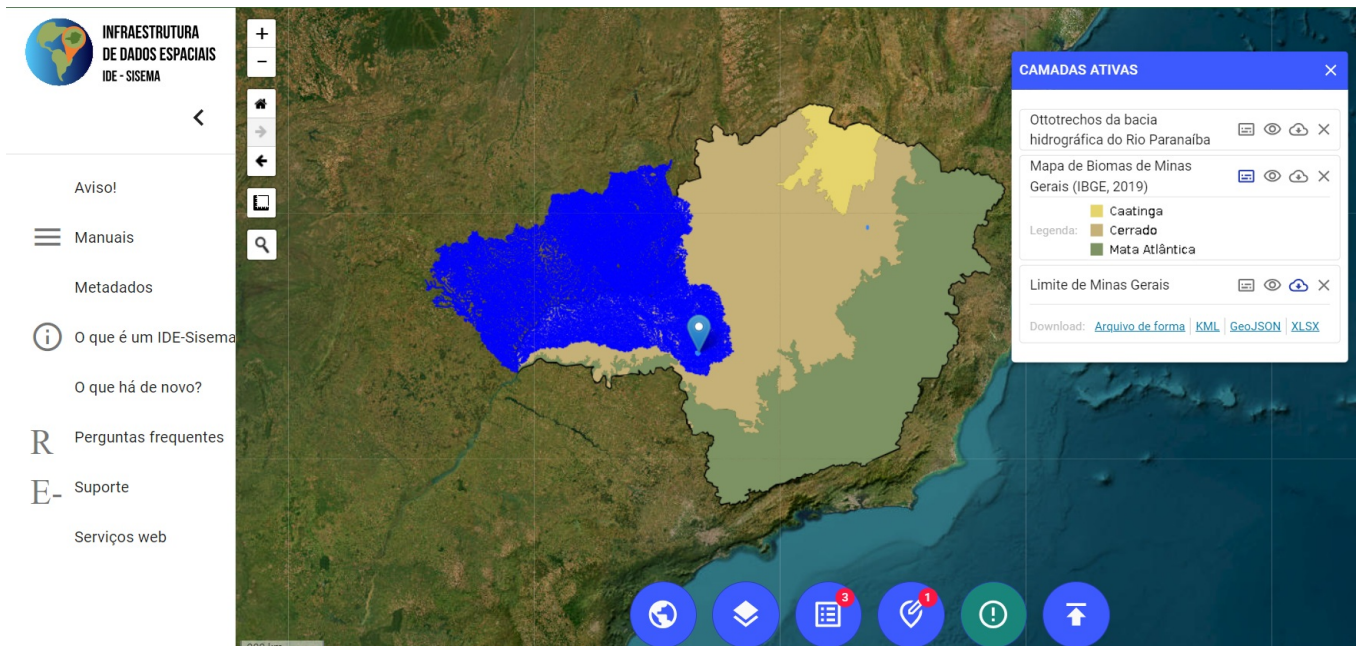 INFRAESTRUTURA
DE DADOS ESPACIAIS
IDE - SISEMA
Aviso!
Manuais
Metadados
O que é um IDE-Sisema
O que há de novo?
R
Perguntas frequentes
E-
Suporte
Serviços web
+
−
CAMADAS ATIVAS
Ottotrechos da bacia
hidrográfica do Rio Paranaíba
Mapa de Biomas de Minas
Gerais (IBGE, 2019)
Legenda:
Caatinga
Cerrado
Mata Atlântica
Limite de Minas Gerais
Download: Arquivo de forma KML GeoJSON XLSX
3
1